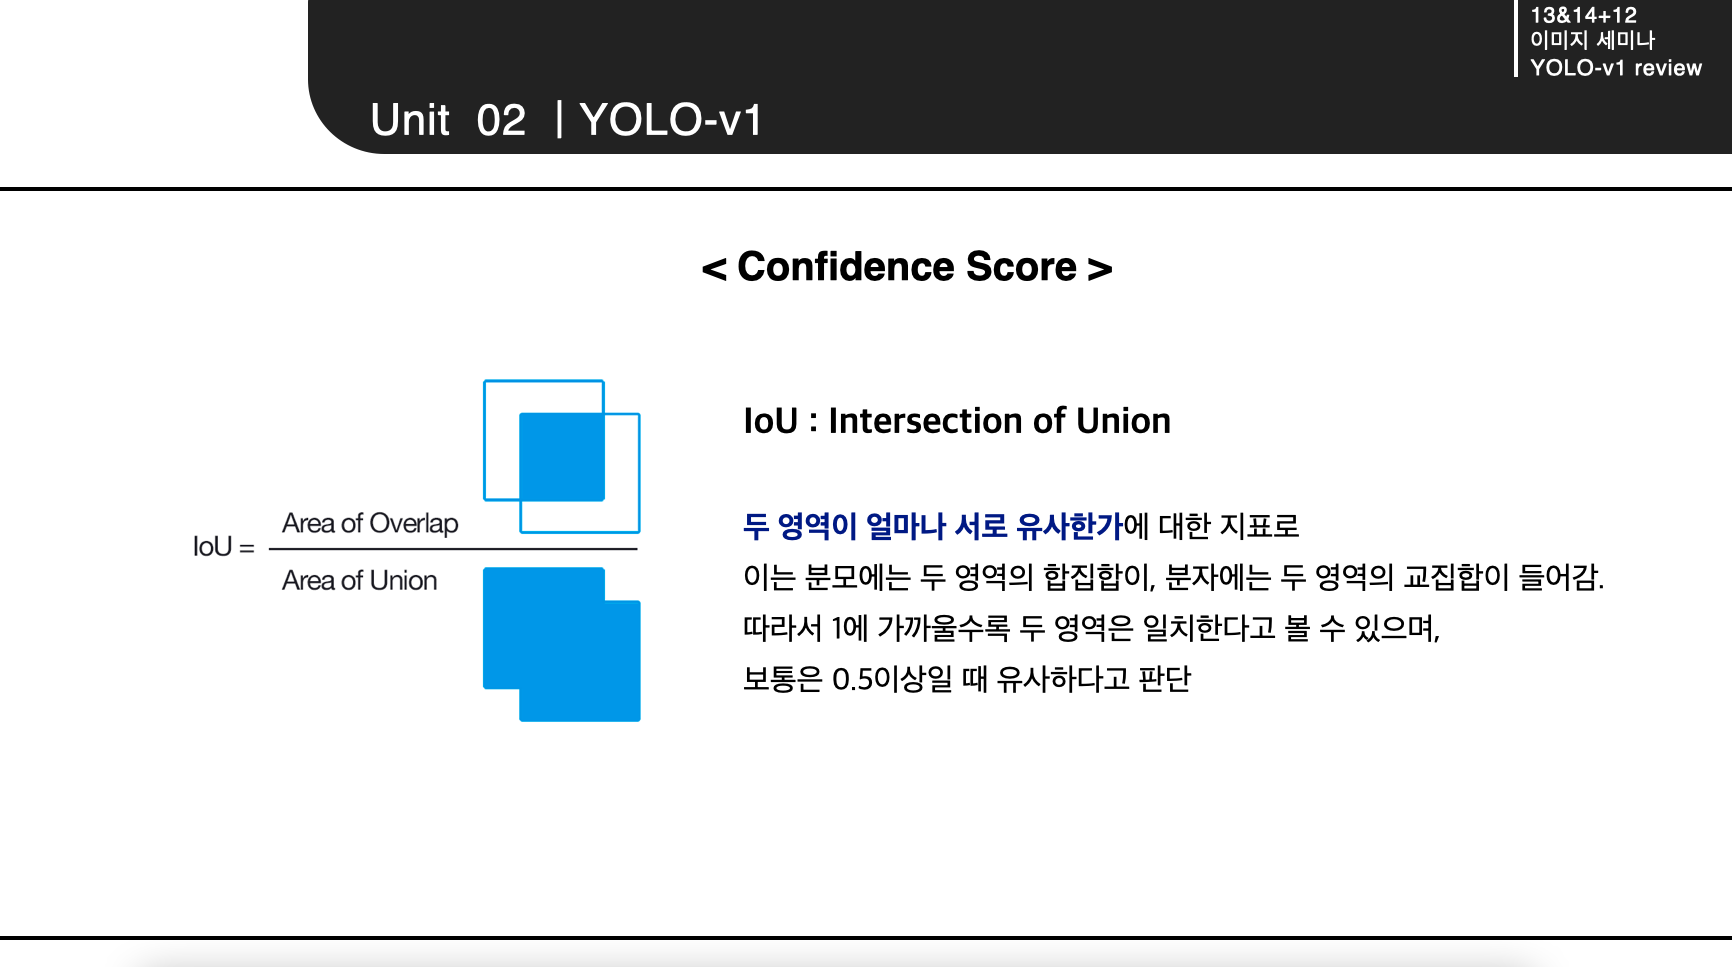 13&14+12
이미지 세미나
YOLO-v1 review
Unit 02 | YOLO-v1
< Confidence Score >
IoU =
Area of Overlap
Area of Union
IoU : Intersection of Union
두 영역이 얼마나 서로 유사한가에 대한 지표로
이는 분모에는 두 영역의 합집합이, 분자에는 두 영역의 교집합이 들어감.
따라서 1에 가까울수록 두 영역은 일치한다고 볼 수 있으며,
보통은 0.5이상일 때 유사하다고 판단